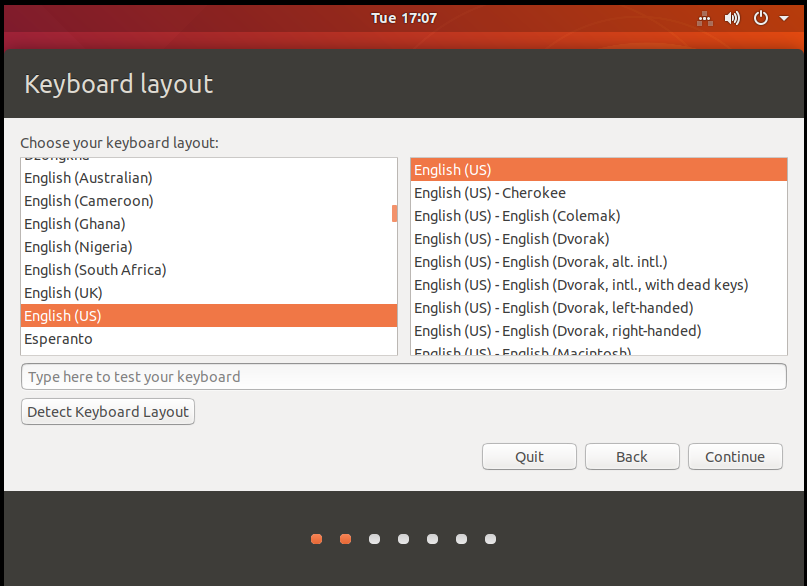 Tue 17:07
Keyboard layout
Choose your keyboard layout:
Dzongkha
English (Australian)
English (Cameroon)
English (Ghana)
English (Nigeria)
English (South Africa)
English (UK)
English (US)
Esperanto
English (US)
English (US) - Cherokee
English (US) - English (Colemak)
English (US) - English (Dvorak)
English (US) - English (Dvorak, alt. intl.)
English (US) - English (Dvorak, intl., with dead keys)
English (US) - English (Dvorak, left-handed)
English (US) - English (Dvorak, right-handed)
English (US) - English (Macintosh)
Type here to test your keyboard
Detect Keyboard Layout
Quit Back Continue